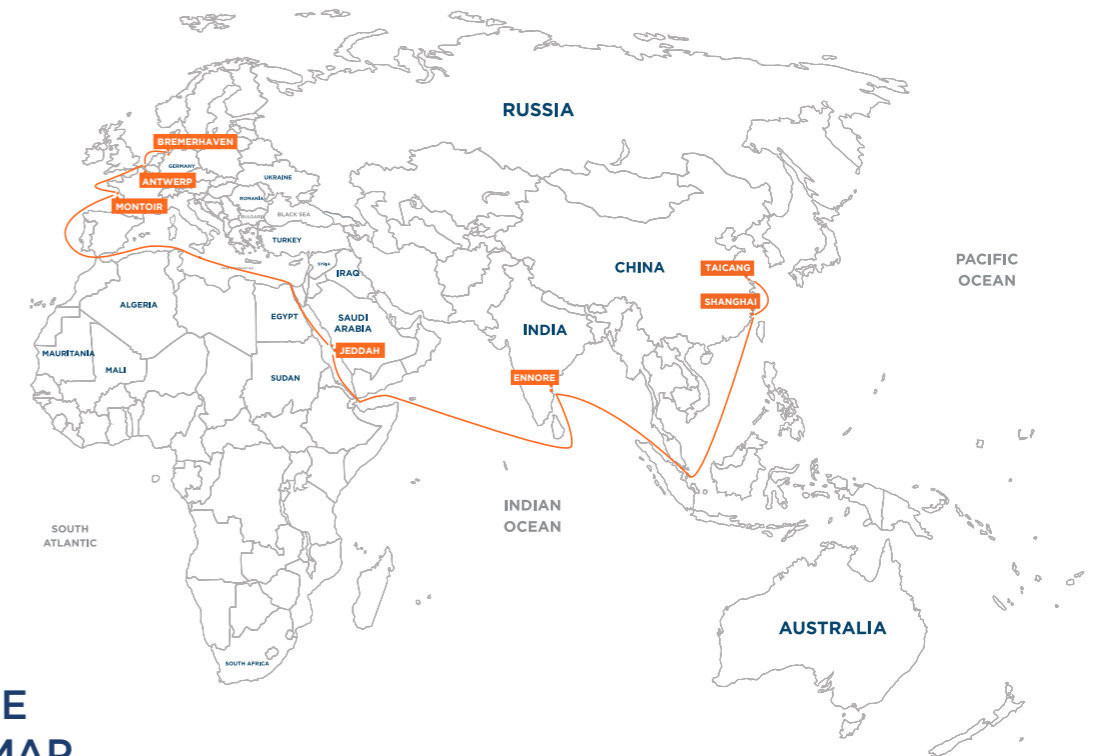 RUSSIA
BREMERHAVEN
GERMANY
ANTWERP
UKRAINE
MONTOIR
ROMANIA
BULGARIA
BLACK SEA
TURKEY
SYRIA
IRAQ
CHINA
TAICANG
PACIFIC
OCEAN
SHANGHAI
ALGERIA
EGYPT
SAUDI
ARABIA
INDIA
JEDDAH
MAURITANIA
MALI
SUDAN
ENNORE
INDIAN
OCEAN
SOUTH
ATLANTIC
AUSTRALIA
SOUTH AFRICA
E
MAP